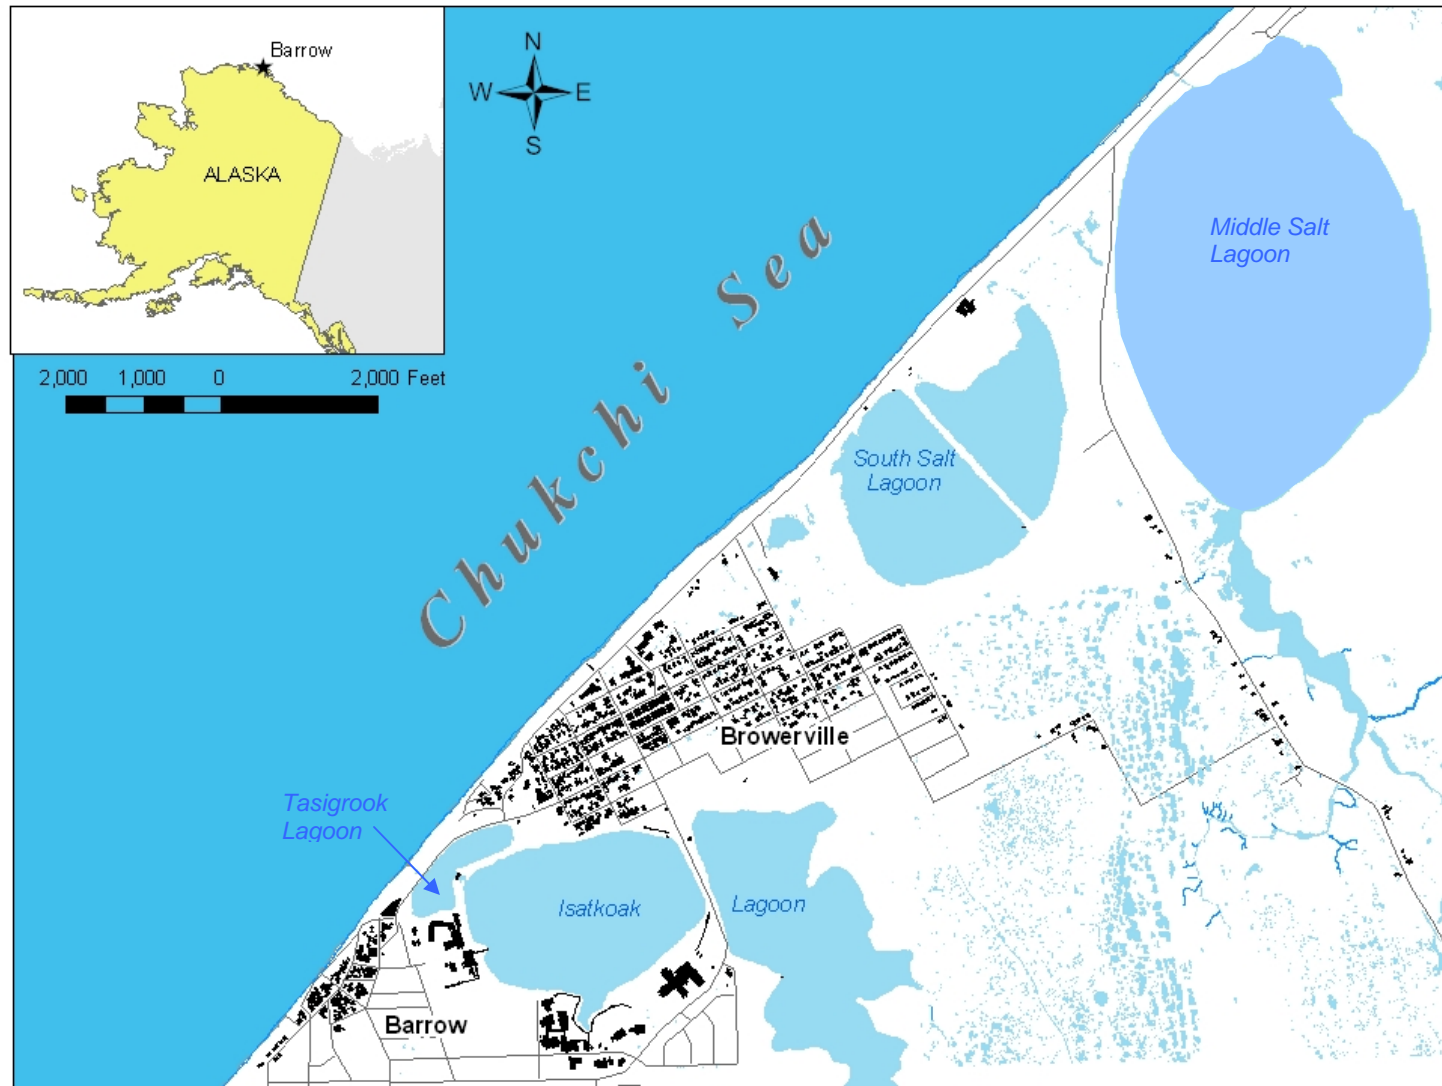 Barrow
ALASKA
N
W E
S
2,000 1,000 0 2,000 Feet
Chukchi Sea
Middle Salt
Lagoon
South Salt
Lagoon
Browerville
Tasigrook
Lagoon
Isatkoak Lagoon
Barrow